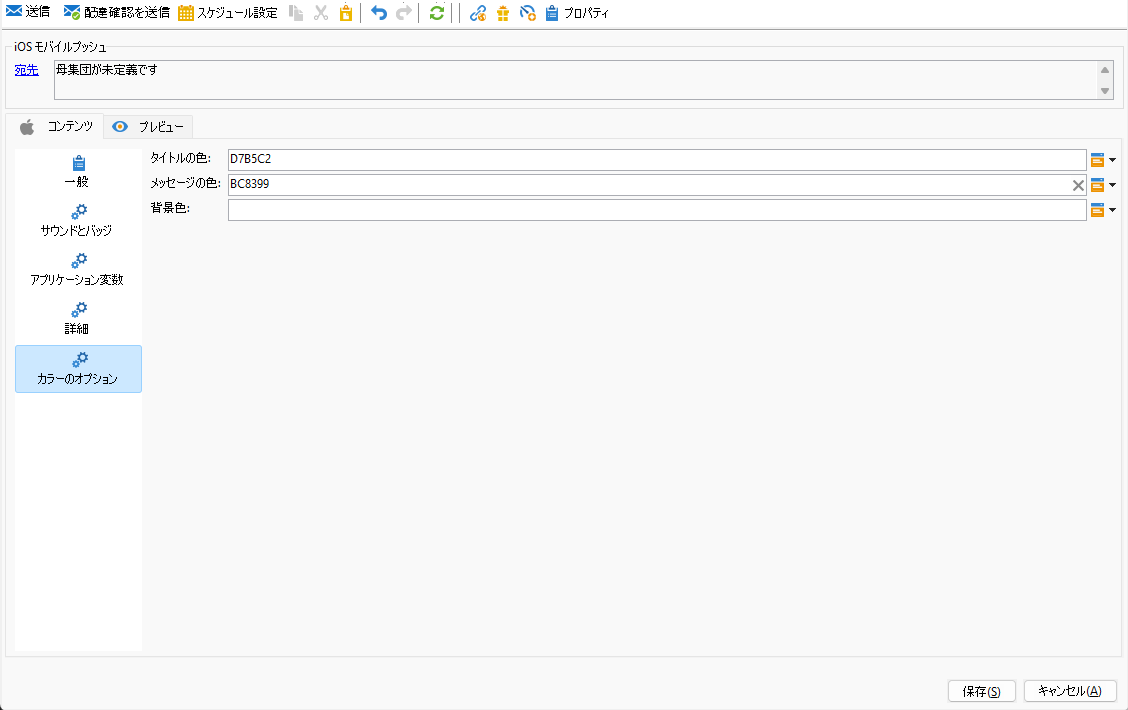 送信 配達確認を送信 スケジュール設定 プロパティ
iOS モバイルプッシュ
宛先 母集団が未定義です
コンテンツ プレビュー
一般
サウンドとバッジ
アプリケーション変数
詳細
カラーのオプション
タイトルの色: D7B5C2
メッセージの色: BC8399
背景色:
保存(S) キャンセル(A)